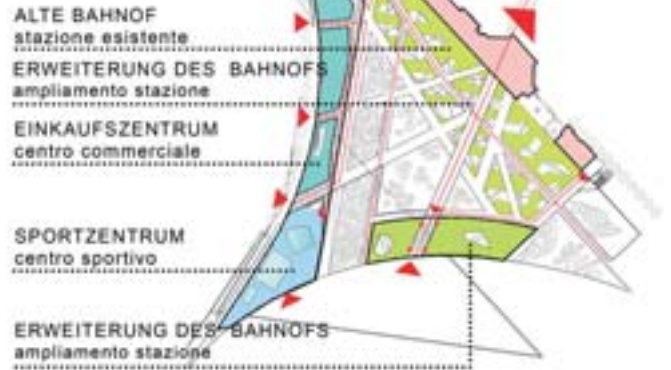 ALTE BAHNOF
stazione esistente
ERWEITERUNG DES BAHNOFS
ampliamento stazione
EINKAUFSZENTRUM
centro commerciale
SPORTZENTRUM
centro sportivo
ERWEITERUNG DES BAHNOFS
ampliamento stazione